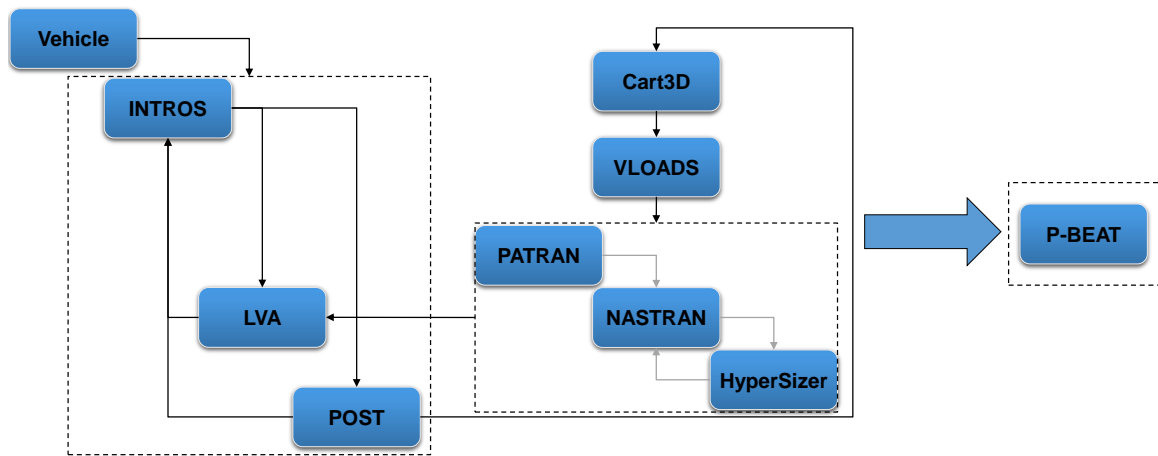 Vehicle
INTROS
LVA
POST
Cart3D
VLOADS
PATRAN
NASTRAN
HyperSizer
P-BEAT